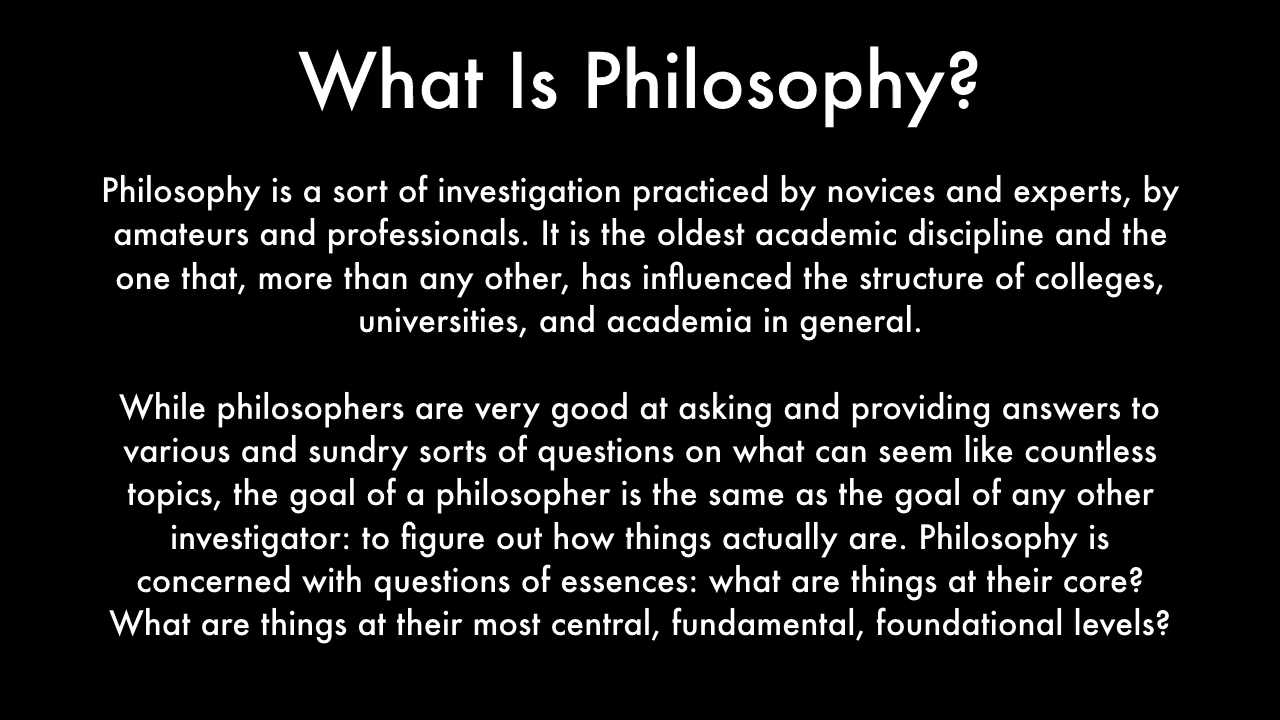 What Is Philosophy?
Philosophy is a sort of investigation practiced by novices and experts, by
amateurs and professionals. It is the oldest academic discipline and the
one that, more than any other, has influenced the structure of colleges,
universities, and academia in general.
While philosophers are very good at asking and providing answers to
various and sundry sorts of questions on what can seem like countless
topics, the goal of a philosopher is the same as the goal of any other
investigator: to figure out how things actually are. Philosophy is
concerned with questions of essences: what are things at their core?
What are things at their most central, fundamental, foundational levels?